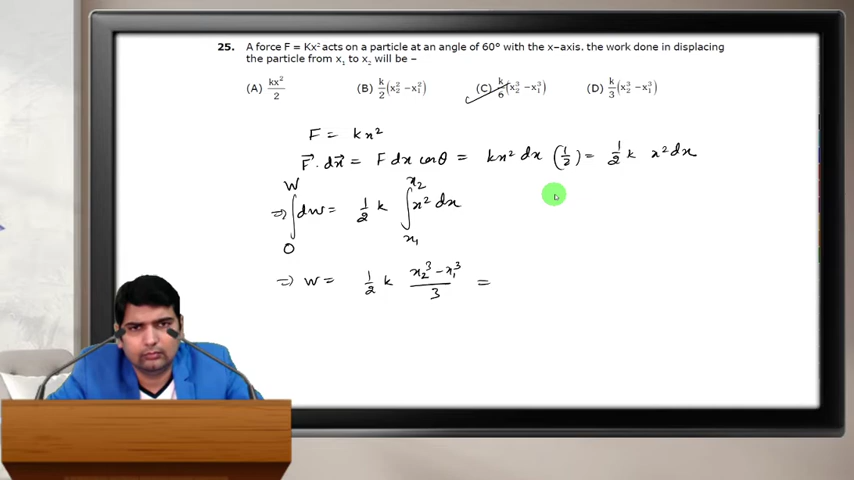 25. A force F = Kx² acts on a particle at an angle of 60° with the x–axis. the work done in displacing
the particle from x₁ to x₂ will be –
(A) kx²/2 (B) k/2(x₂² –x₁²) (C) k/6(x₂³ –x₁³) (D) k/3(x₂³ –x₁³)
F = kx²
F⃗. dx⃗ = F dx cosθ = kx² dx (1/2) = 1/2 k x² dx
⇒ ∫₀ᵂ dw = 1/2 k ∫ₓ₁ˣ² x² dx
⇒ W = 1/2 k (x₂³ – x₁³)/3 =